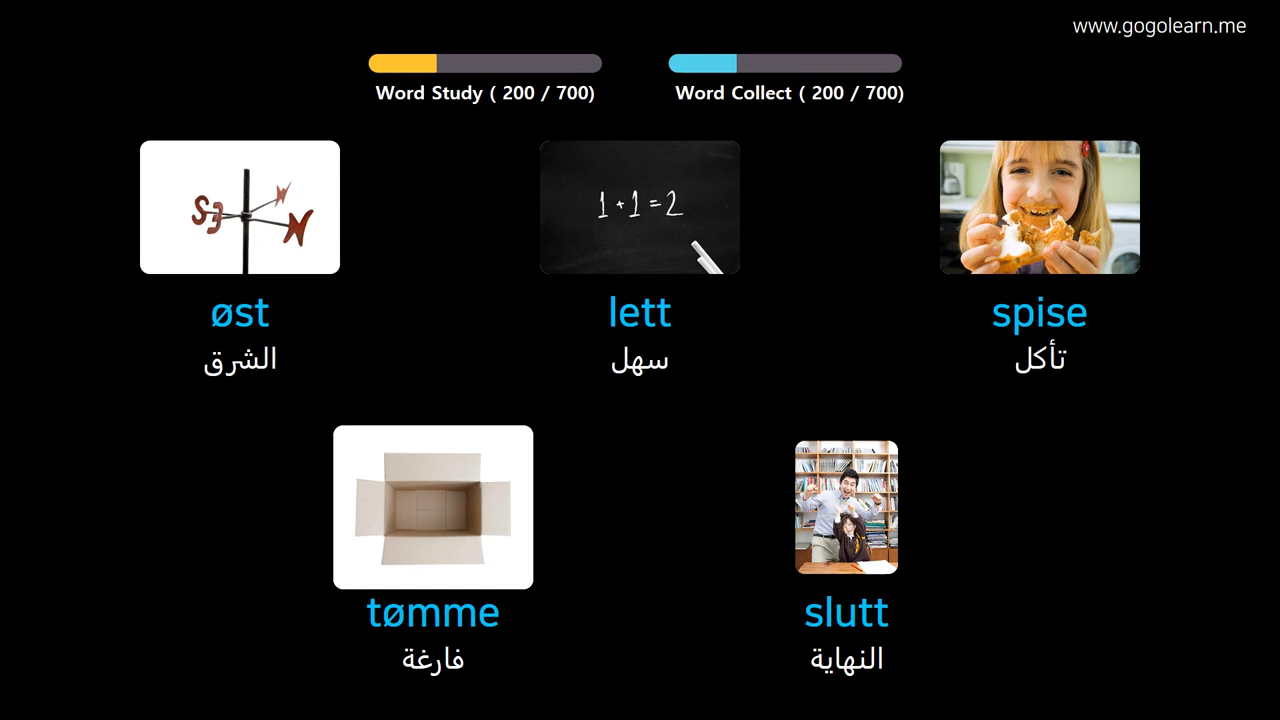 www.gogolearn.me
Word Study ( 200 / 700)
Word Collect ( 200 / 700)
S E N W
1 + 1 = 2
øst
lett
spise
الشرق
سهل
تأكل
tømme
slutt
فارغة
النهاية